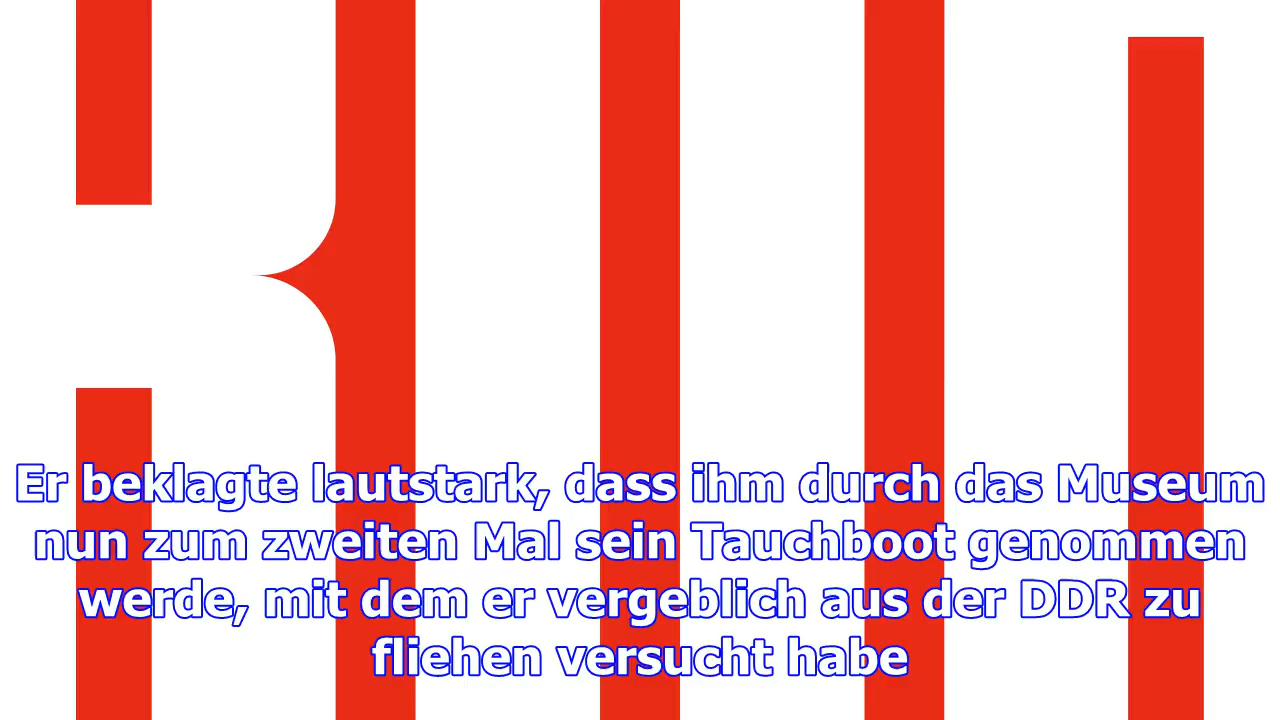 Er beklagte lautstark, dass ihm durch das Museum
nun zum zweiten Mal sein Tauchboot genommen
werde, mit dem er vergeblich aus der DDR zu
fliehen versucht habe